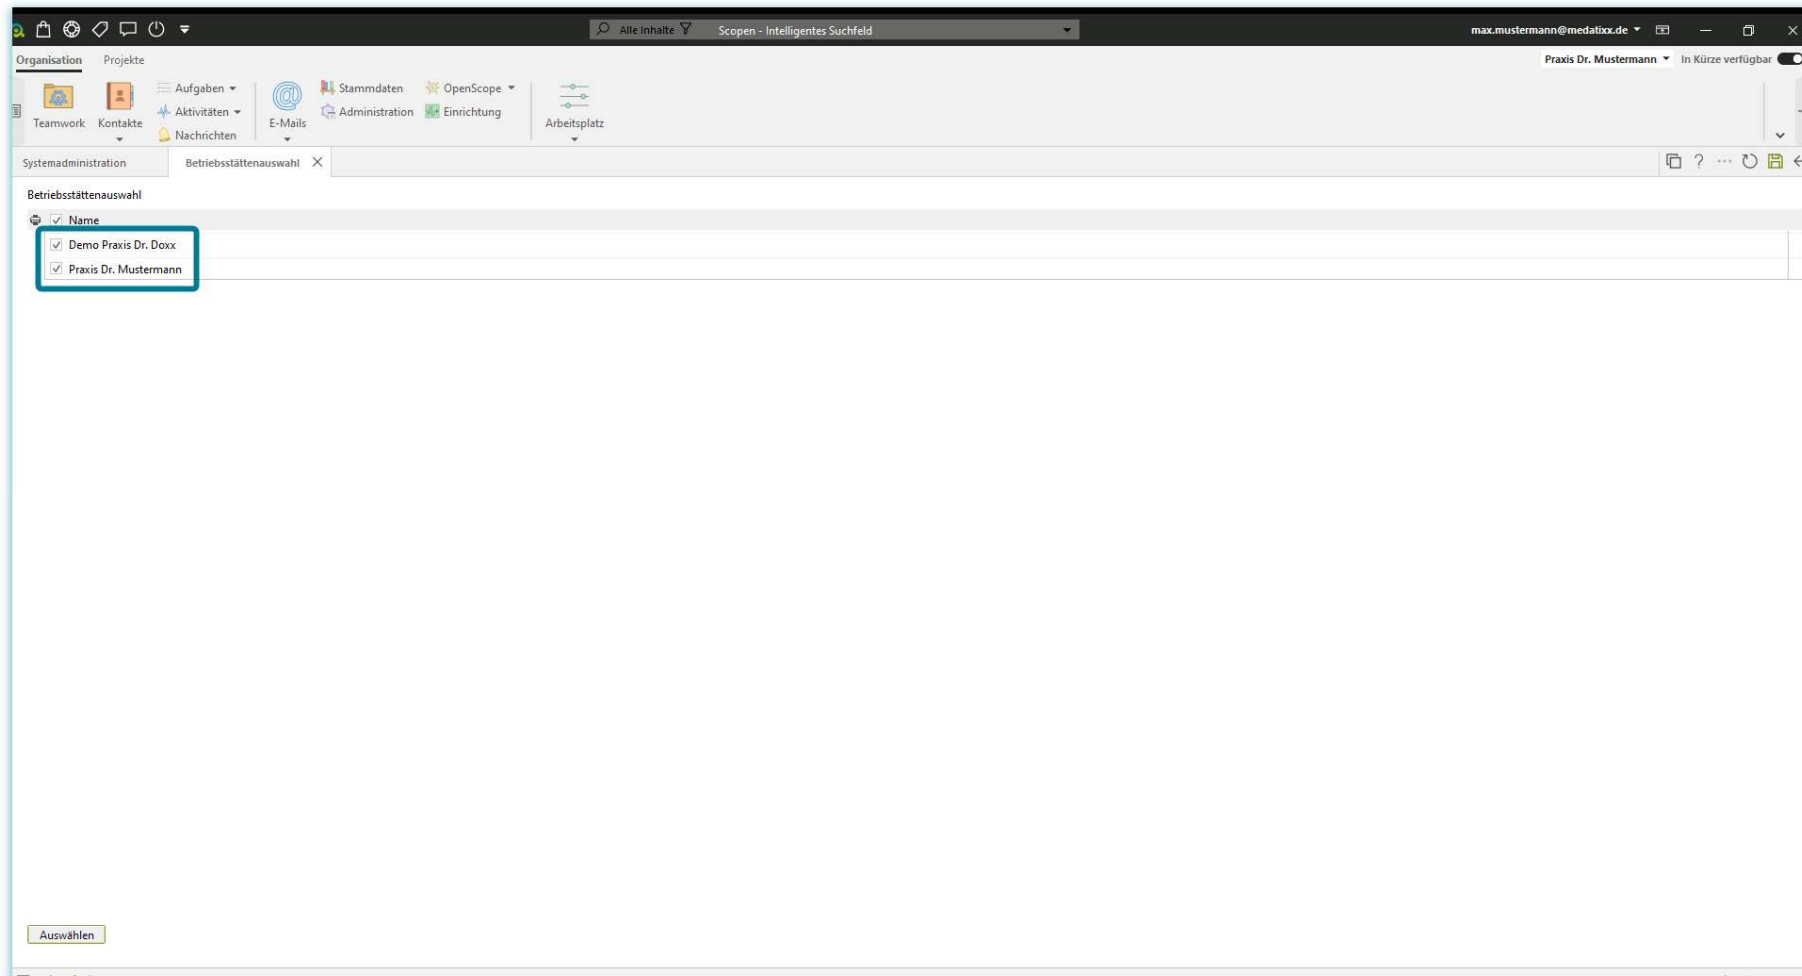 Alle Inhalte Scopen - Intelligentes Suchfeld max.mustermann@medatixx.de
Organisation Projekte Praxis Dr. Mustermann In Kürze verfügbar
Aufgaben Stammdaten OpenScope
Aktivitäten Administration Einrichtung
Teamwork Kontakte E-Mails Arbeitsplatz
Nachrichten
Systemadministration Betriebsstättenauswahl
Betriebsstättenauswahl
Name
Demo Praxis Dr. Doxx
Praxis Dr. Mustermann
Auswählen